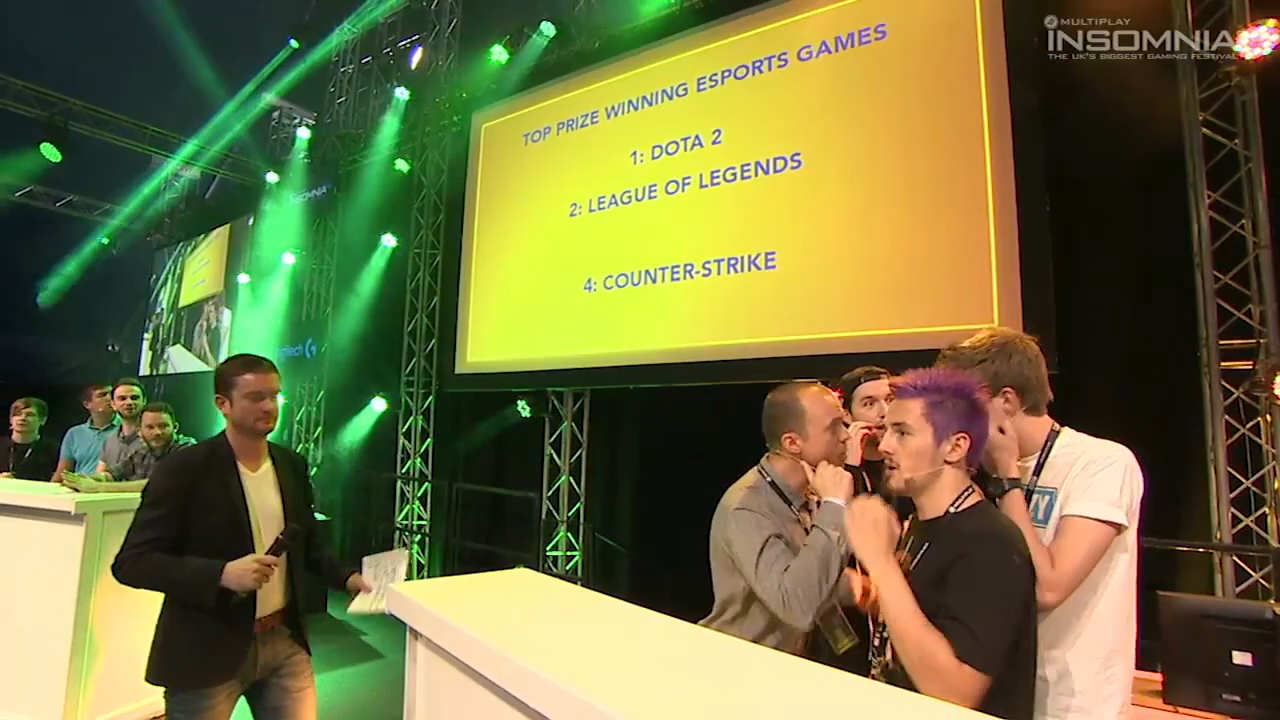 MULTIPLAY
INSOMNIA
THE UK'S BIGGEST GAMING FESTIVAL
TOP PRIZE WINNING ESPORTS GAMES
1: DOTA 2
2: LEAGUE OF LEGENDS
4: COUNTER-STRIKE